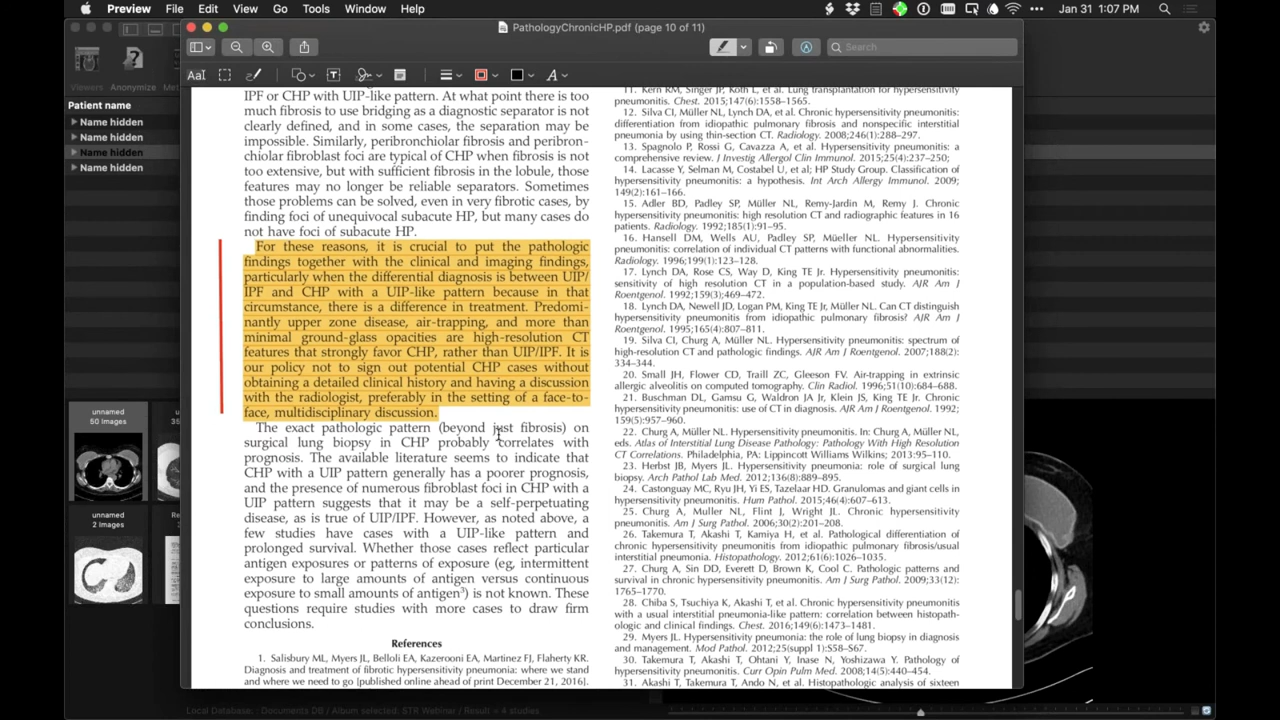 Preview File Edit View Go Tools Window Help
Jan 31 1:07 PM
PathologyChronicHP.pdf (page 10 of 11)
Search
Viewers Anonymize
Patient name
Name hidden
Name hidden
Name hidden
Name hidden
unnamed
50 Images
unnamed
2 Images
IPF or CHP with UIP-like pattern. At what point there is too
much fibrosis to use bridging as a diagnostic separator is not
clearly defined, and in some cases, the separation may be
impossible. Similarly, peribronchiolar fibrosis and peribron-
chiolar fibroblast foci are typical of CHP when fibrosis is not
too extensive, but with sufficient fibrosis in the lobule, those
features may no longer be reliable separators. Sometimes
those problems can be solved, even in very fibrotic cases, by
finding foci of unequivocal subacute HP, but many cases do
not have foci of subacute HP.
For these reasons, it is crucial to put the pathologic
findings together with the clinical and imaging findings,
particularly when the differential diagnosis is between UIP/
IPF and CHP with a UIP-like pattern because in that
circumstance, there is a difference in treatment. Predomi-
nantly upper zone disease, air-trapping, and more than
minimal ground-glass opacities are high-resolution CT
features that strongly favor CHP, rather than UIP/IPF. It is
our policy not to sign out potential CHP cases without
obtaining a detailed clinical history and having a discussion
with the radiologist, preferably in the setting of a face-to-
face, multidisciplinary discussion.
The exact pathologic pattern (beyond just fibrosis) on
surgical lung biopsy in CHP probably correlates with
prognosis. The available literature seems to indicate that
CHP with a UIP pattern generally has a poorer prognosis,
and the presence of numerous fibroblast foci in CHP with a
UIP pattern suggests that it may be a self-perpetuating
disease, as is true of UIP/IPF. However, as noted above, a
few studies have cases with a UIP-like pattern and
prolonged survival. Whether those cases reflect particular
antigen exposures or patterns of exposure (eg, intermittent
exposure to large amounts of antigen versus continuous
exposure to small amounts of antigen³) is not known. These
questions require studies with more cases to draw firm
conclusions.
References
1. Salisbury ML, Myers JL, Belloli EA, Kazerooni EA, Martinez FJ, Flaherty KR.
Diagnosis and treatment of fibrotic hypersensitivity pneumonia: where we stand
and where we need to go [published online ahead of print December 21, 2016].
11. Kern RM, Singer JP, Koth L, et al. Lung transplantation for hypersensitivity
pneumonitis. Chest. 2015;147(6):1558–1565.
12. Silva CI, Müller NL, Lynch DA, et al. Chronic hypersensitivity pneumonitis:
differentiation from idiopathic pulmonary fibrosis and nonspecific interstitial
pneumonia by using thin-section CT. Radiology. 2008;246(1):288–297.
13. Spagnolo P, Rossi G, Cavazza A, et al. Hypersensitivity pneumonitis: a
comprehensive review. J Investig Allergol Clin Immunol. 2015;25(4):237–250;
14. Lacasse Y, Selman M, Costabel U, et al; HP Study Group. Classification of
hypersensitivity pneumonitis: a hypothesis. Int Arch Allergy Immunol. 2009;
149(2):161–166.
15. Adler BD, Padley SP, Müller NL, Remy-Jardin M, Remy J. Chronic
hypersensitivity pneumonitis: high resolution CT and radiographic features in 16
patients. Radiology. 1992;185(1):91–95.
16. Hansell DM, Wells AU, Padley SP, Müeller NL. Hypersensitivity
pneumonitis: correlation of individual CT patterns with functional abnormalities.
Radiology. 1996;199(1):123–128.
17. Lynch DA, Rose CS, Way D, King TE Jr. Hypersensitivity pneumonitis:
sensitivity of high resolution CT in a population-based study. AJR Am J
Roentgenol. 1992;159(3);469–472.
18. Lynch DA, Newell JD, Logan PM, King TE Jr, Müller NL. Can CT distinguish
hypersensitivity pneumonitis from idiopathic pulmonary fibrosis? AJR Am J
Roentgenol. 1995;165(4):807–811.
19. Silva CI, Churg A, Müller NL. Hypersensitivity pneumonitis: spectrum of
high-resolution CT and pathologic findings. AJR Am J Roentgenol. 2007;188(2):
334–344.
20. Small JH, Flower CD, Traill ZC, Gleeson FV. Air-trapping in extrinsic
allergic alveolitis on computed tomography. Clin Radiol. 1996;51(10):684–688.
21. Buschman DL, Gamsu G, Waldron JA Jr, Klein JS, King TE Jr. Chronic
hypersensitivity pneumonitis: use of CT in diagnosis. AJR Am J Roentgenol. 1992;
159(5):957–960.
22. Churg A, Müller NL. Hypersensitivity pneumonitis. In: Churg A, Müller NL,
eds. Atlas of Interstitial Lung Disease Pathology: Pathology With High Resolution
CT Correlations. Philadelphia, PA: Lippincott Williams Wilkins; 2013:95–110.
23. Herbst JB, Myers JL. Hypersensitivity pneumonia: role of surgical lung
biopsy. Arch Pathol Lab Med. 2012;136(8):889–895.
24. Castonguay MC, Ryu JH, Yi ES, Tazelaar HD. Granulomas and giant cells in
hypersensitivity pneumonitis. Hum Pathol. 2015;46(4):607–613.
25. Churg A, Muller NL, Flint J, Wright JL. Chronic hypersensitivity
pneumonitis. Am J Surg Pathol. 2006;30(2):201–208.
26. Takemura T, Akashi T, Kamiya H, et al. Pathological differentiation of
chronic hypersensitivity pneumonitis from idiopathic pulmonary fibrosis/usual
interstitial pneumonia. Histopathology. 2012;61(6):1026–1035.
27. Churg A, Sin DD, Everett D, Brown K, Cool C. Pathologic patterns and
survival in chronic hypersensitivity pneumonitis. Am J Surg Pathol. 2009;33(12):
1765–1770.
28. Chiba S, Tsuchiya K, Akashi T, et al. Chronic hypersensitivity pneumonitis
with a usual interstitial pneumonia-like pattern: correlation between histopath-
ologic and clinical findings. Chest. 2016;149(6):1473–1481.
29. Myers JL. Hypersensitivity pneumonia: the role of lung biopsy in diagnosis
and management. Mod Pathol. 2012;25(suppl 1):S58–S67.
30. Takemura T, Akashi T, Ohtani Y, Inase N, Yoshizawa Y. Pathology of
hypersensitivity pneumonitis. Curr Opin Pulm Med. 2008;14(5):440–454.
31. Akashi T, Takemura T, Ando N, et al. Histopathologic analysis of sixteen
Local Database: Documents DB / Album selected: STR Webinar / Result = 4 studies